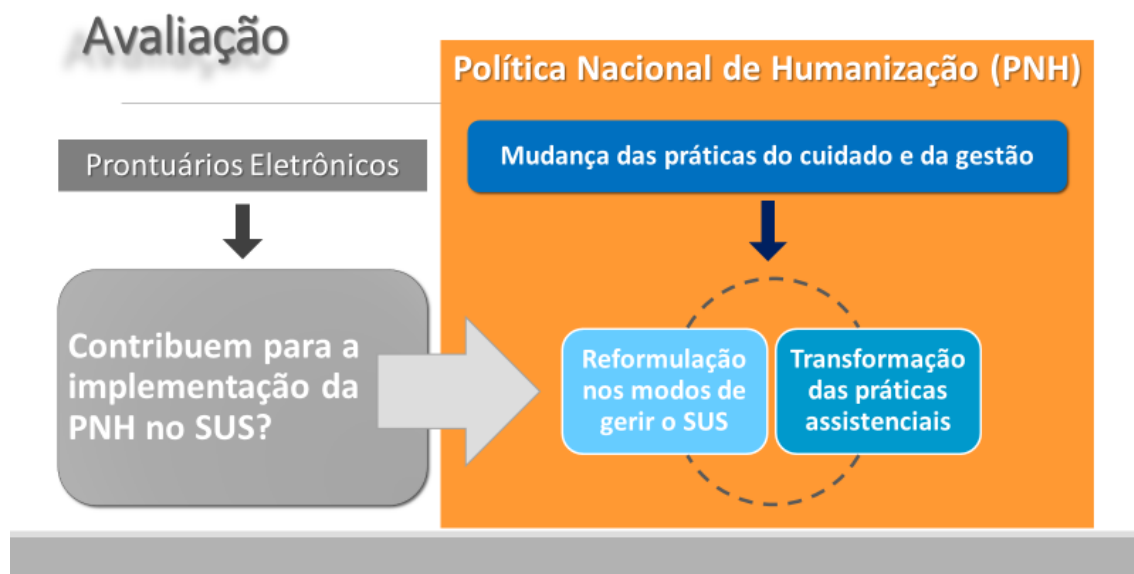 Avaliação
Política Nacional de Humanização (PNH)
Prontuários Eletrônicos
Mudança das práticas do cuidado e da gestão
Contribuem para a
implementação da
PNH no SUS?
Reformulação
nos modos de
gerir o SUS
Transformação
das práticas
assistenciais